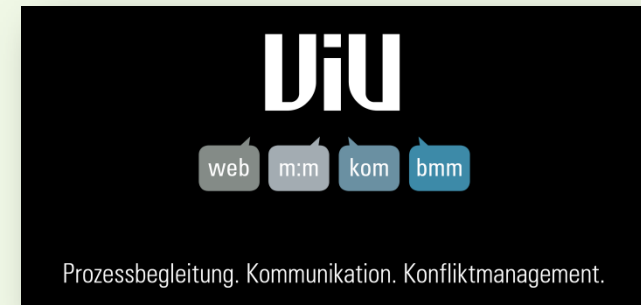 ViU
web m:m kom bmm
Prozessbegleitung. Kommunikation. Konfliktmanagement.